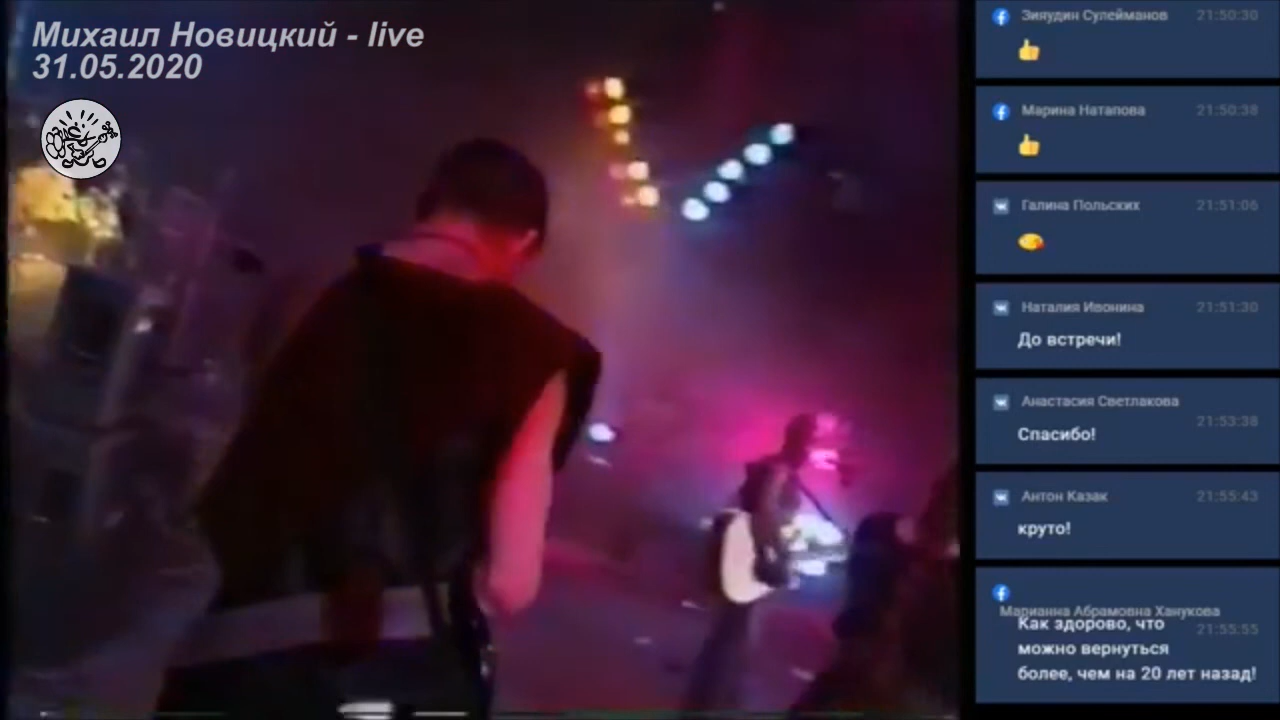 Михаил Новицкий - live
31.05.2020
Зияудин Сулейманов 21:50:30
Марина Натапова 21:50:38
Галина Польских 21:51:06
Наталия Ивонина 21:51:30
До встречи!
Анастасия Светлакова
21:53:38
Спасибо!
Антон Казак 21:55:43
круто!
Марианна Абрамовна Ханукова
21:55:55
Как здорово, что
можно вернуться
более, чем на 20 лет назад!